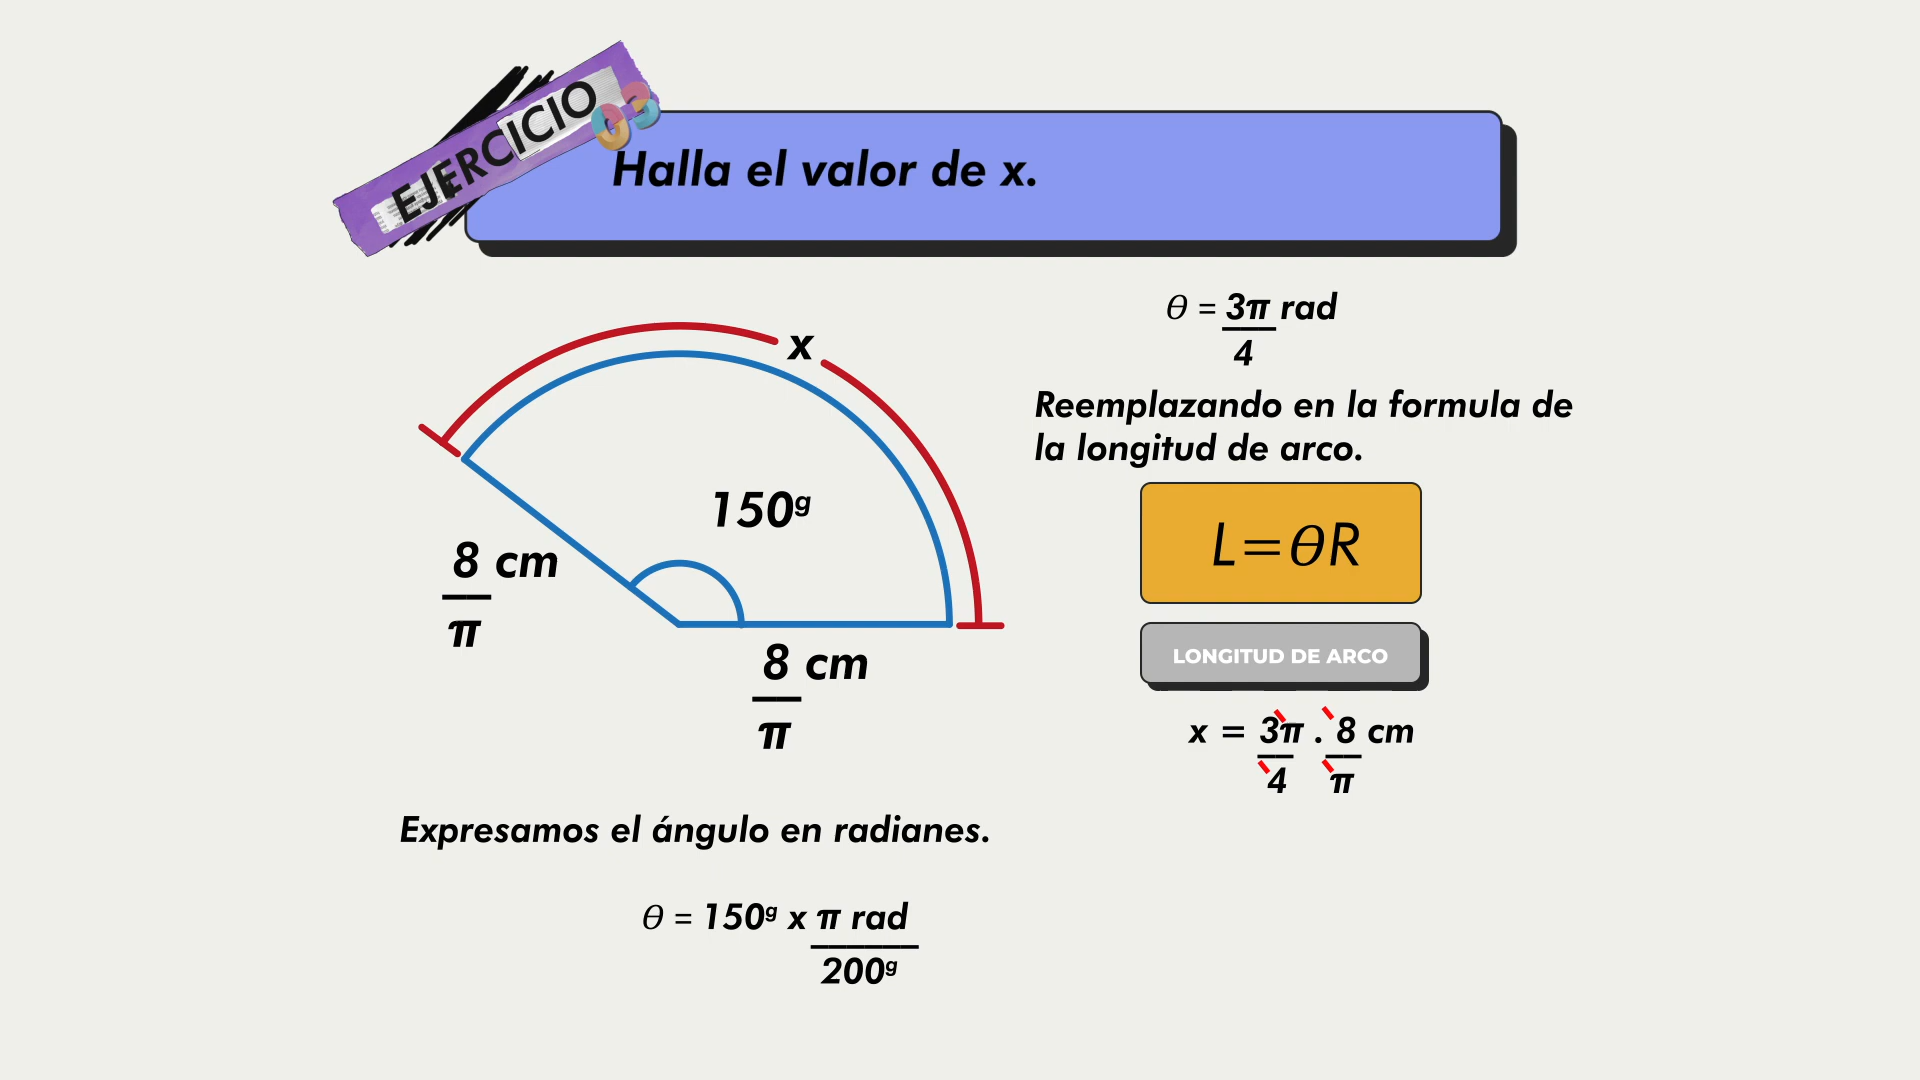 EJERCICIO 03
Halla el valor de x.
x
150ᵍ
8 cm
π
8 cm
π
Expresamos el ángulo en radianes.
θ = 150ᵍ x π rad
200ᵍ
θ = 3π rad
4
Reemplazando en la formula de
la longitud de arco.
L=θR
LONGITUD DE ARCO
x = 3π . 8 cm
4 π